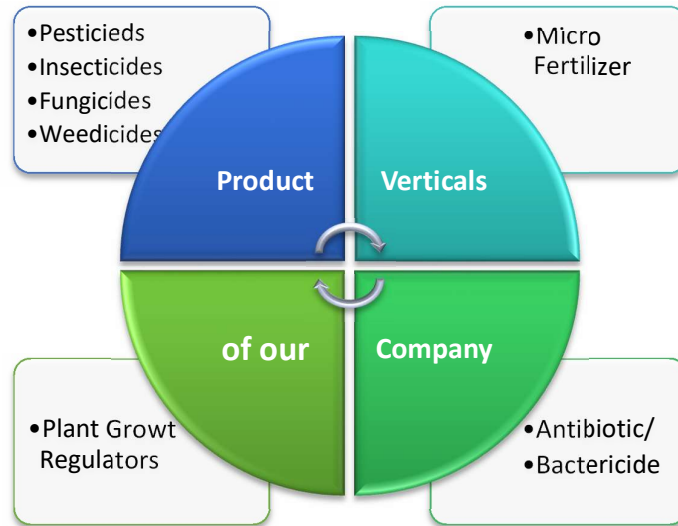 •Pesticieds
•Insecticides
•Fungicides
•Weedicides
•Micro
Fertilizer
Product
Verticals
of our
Company
•Plant Growt
Regulators
•Antibiotic/
•Bactericide